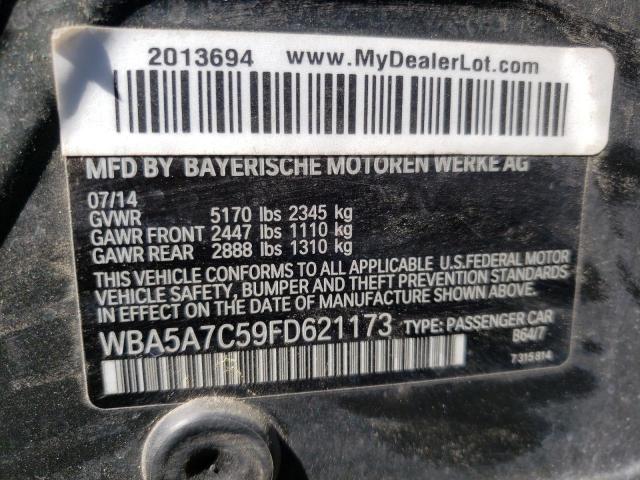 2013694 www.MyDealerLot.com
MFD BY BAYERISCHE MOTOREN WERKE AG
07/14
GVWR 5170 lbs 2345 kg
GAWR FRONT 2447 lbs 1110 kg
GAWR REAR 2888 lbs 1310 kg
THIS VEHICLE CONFORMS TO ALL APPLICABLE U.S.FEDERAL MOTOR
VEHICLE SAFETY, BUMPER AND THEFT PREVENTION STANDARDS
IN EFFECT ON THE DATE OF MANUFACTURE SHOWN ABOVE.
WBA5A7C59FD621173 TYPE: PASSENGER CAR
B64/7
7 315 814